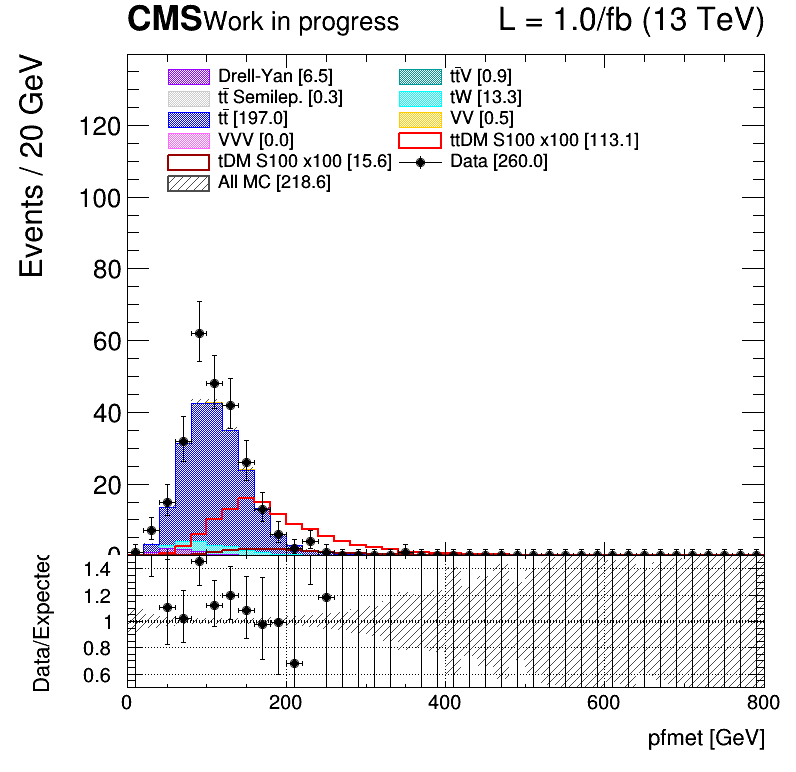 CMS Work in progress L = 1.0/fb (13 TeV)
Events / 20 GeV
Drell-Yan [6.5] tt̄V [0.9]
tt̄ Semilep. [0.3] tW [13.3]
tt̄ [197.0] VV [0.5]
VVV [0.0] ttDM S100 x100 [113.1]
tDM S100 x100 [15.6] Data [260.0]
All MC [218.6]
120
100
80
60
40
20
0
Data/Expected
1.4
1.2
1
0.8
0.6
0 200 400 600 800
pfmet [GeV]